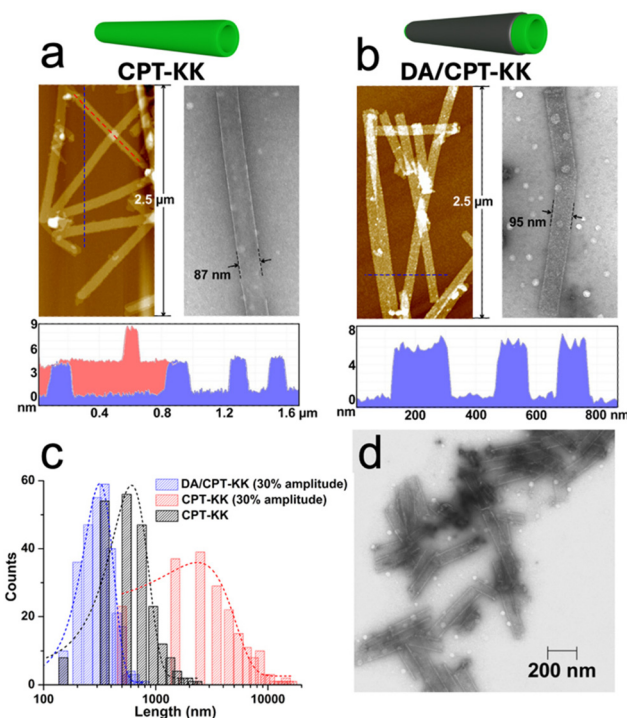 a
CPT-KK
2.5 µm
87 nm
9
6
3
0
nm
0.4
0.8
1.2
1.6 µm
b
DA/CPT-KK
2.5 µm
95 nm
8
4
0
nm
200
400
600
800 nm
c
60
40
20
0
Counts
DA/CPT-KK (30% amplitude)
CPT-KK (30% amplitude)
CPT-KK
100
1000
10000
Length (nm)
d
200 nm